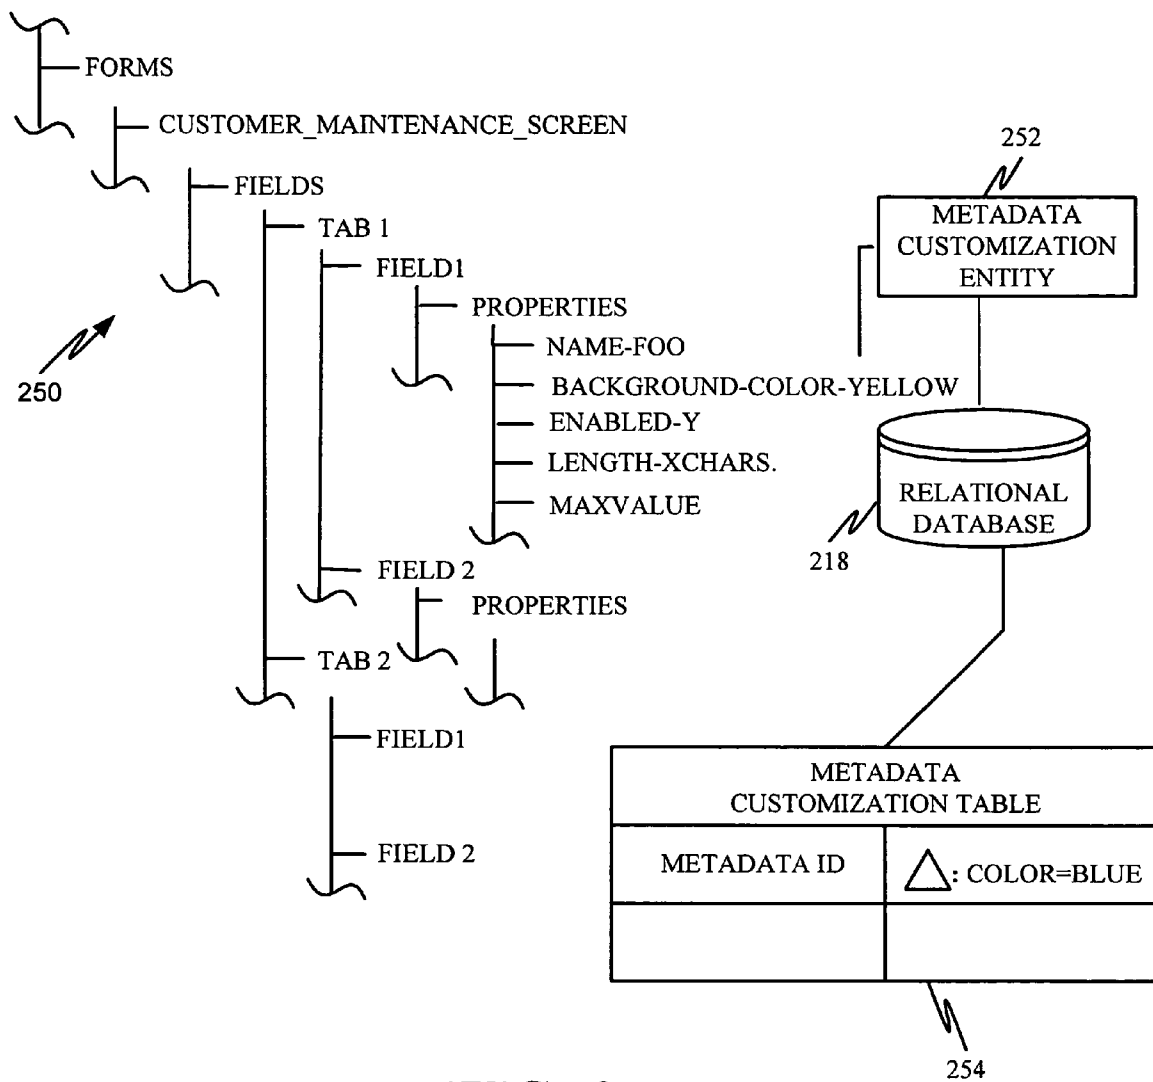 FORMS
CUSTOMER_MAINTENANCE_SCREEN
FIELDS
TAB 1
FIELD1
PROPERTIES
NAME-FOO
BACKGROUND-COLOR-YELLOW
ENABLED-Y
LENGTH-XCHARS.
MAXVALUE
FIELD 2
PROPERTIES
TAB 2
FIELD1
FIELD 2
250
252
METADATA
CUSTOMIZATION
ENTITY
RELATIONAL
DATABASE
218
METADATA
CUSTOMIZATION TABLE
METADATA ID
△: COLOR=BLUE
254